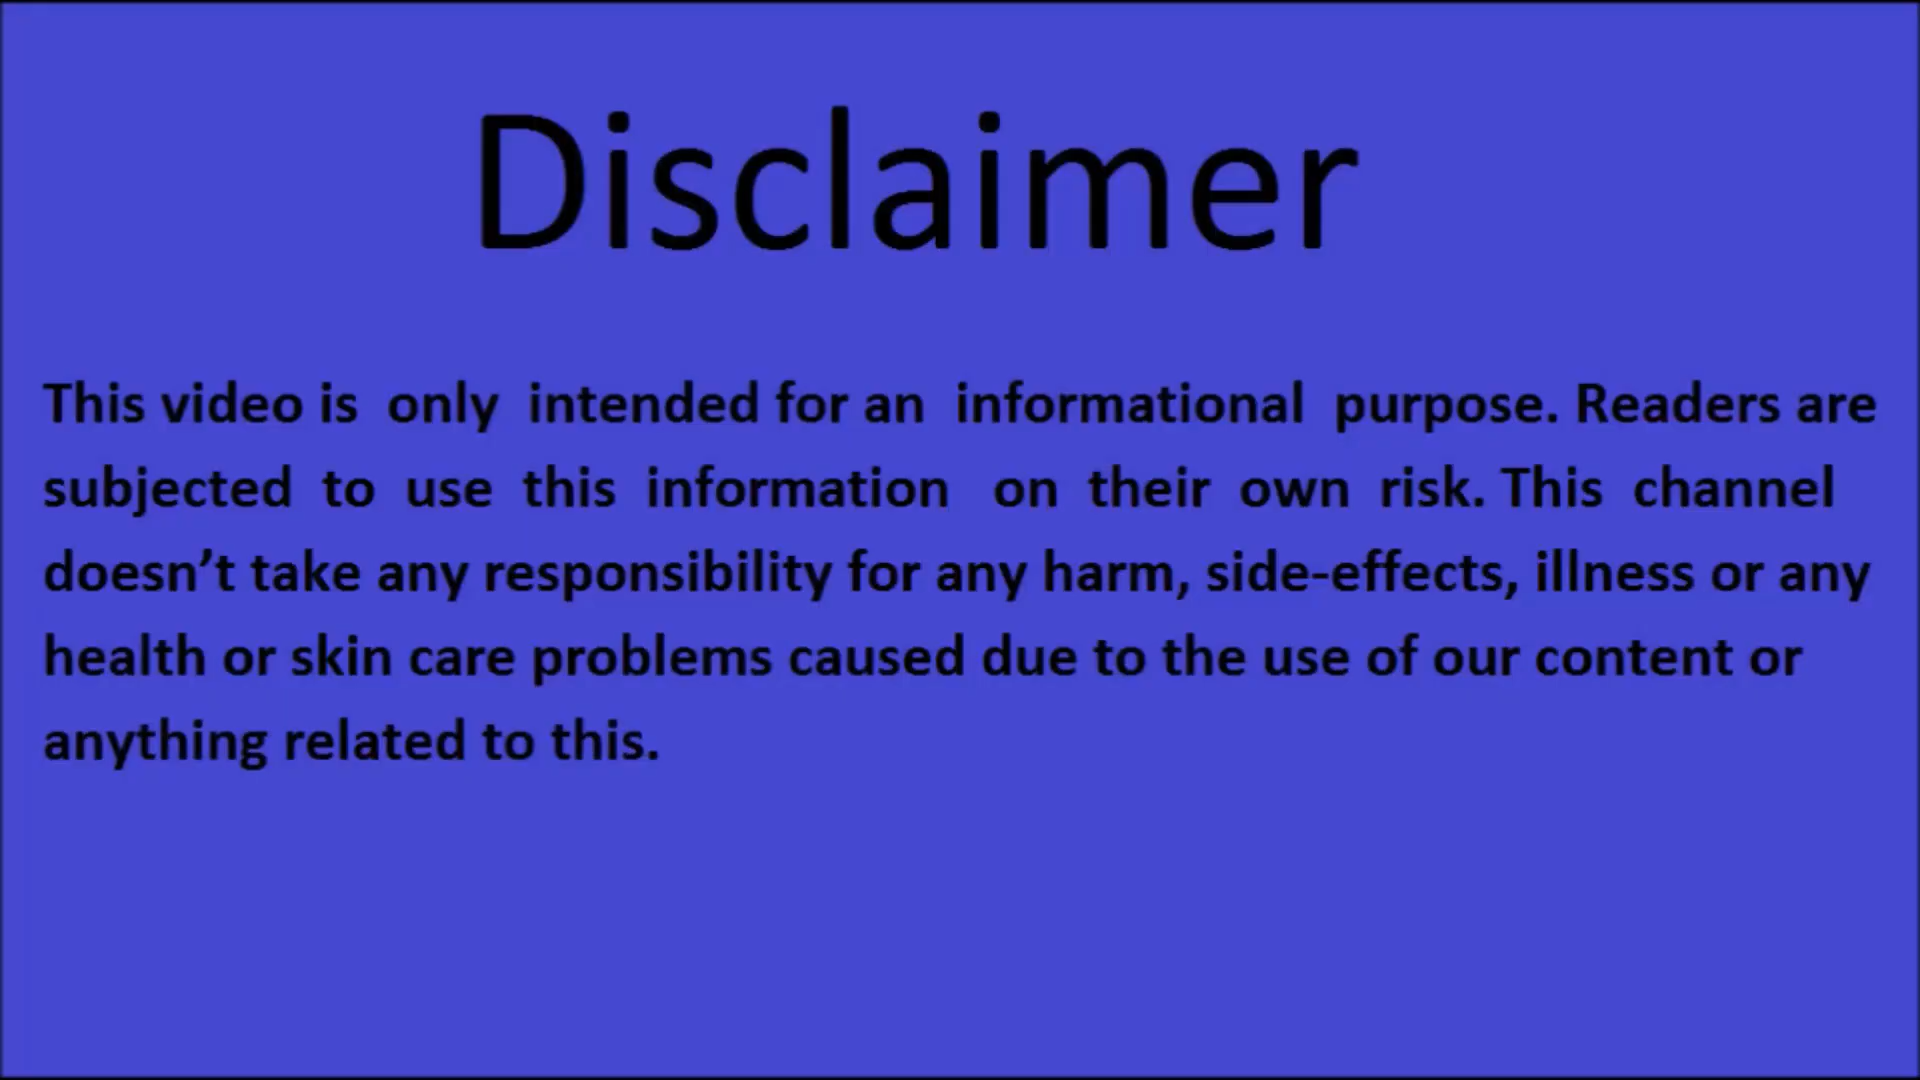 Disclaimer
This video is only intended for an informational purpose. Readers are
subjected to use this information on their own risk. This channel
doesn’t take any responsibility for any harm, side-effects, illness or any
health or skin care problems caused due to the use of our content or
anything related to this.